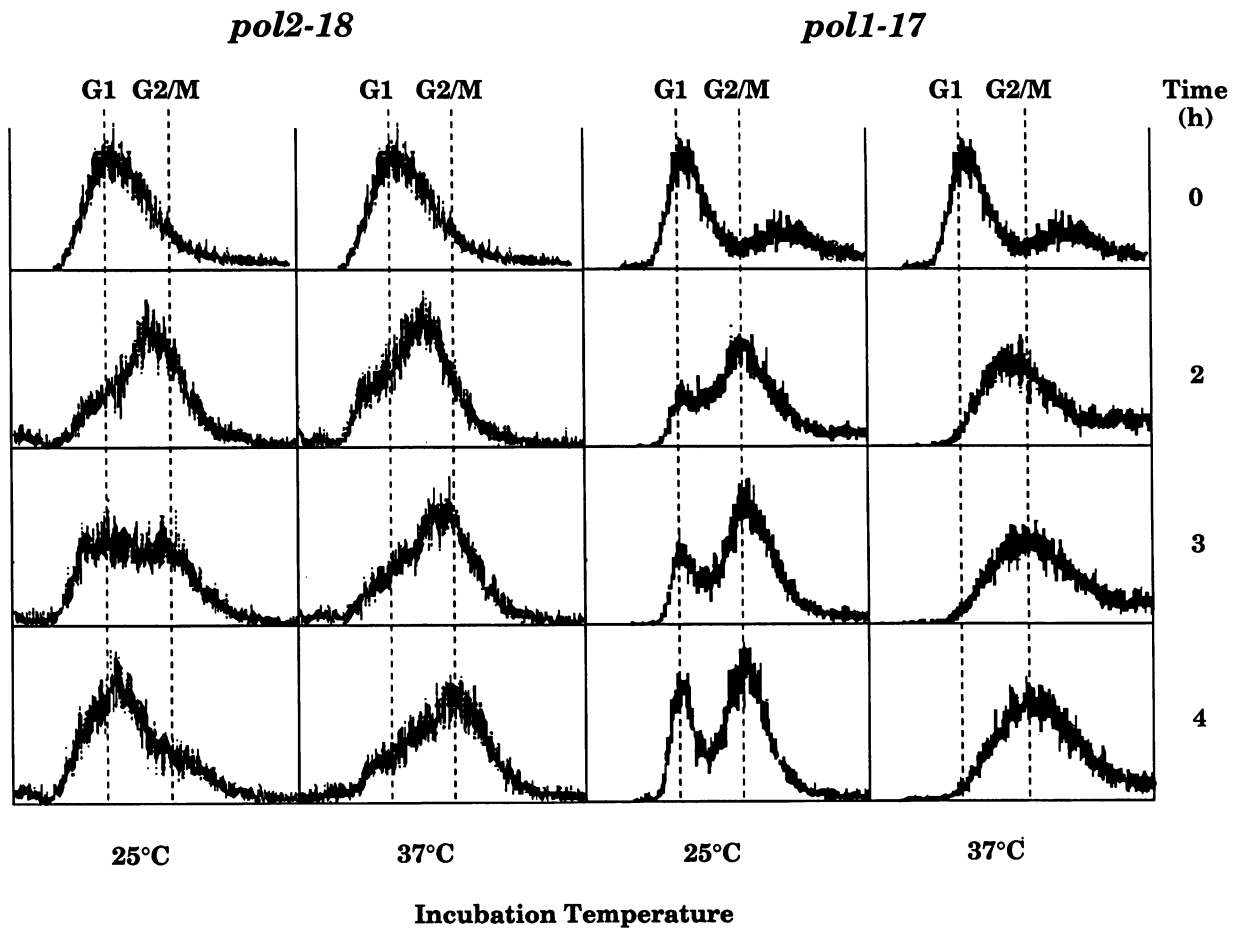 pol2-18 pol1-17
G1 G2/M G1 G2/M G1 G2/M G1 G2/M Time
(h)
0
2
3
4
25°C 37°C 25°C 37°C
Incubation Temperature